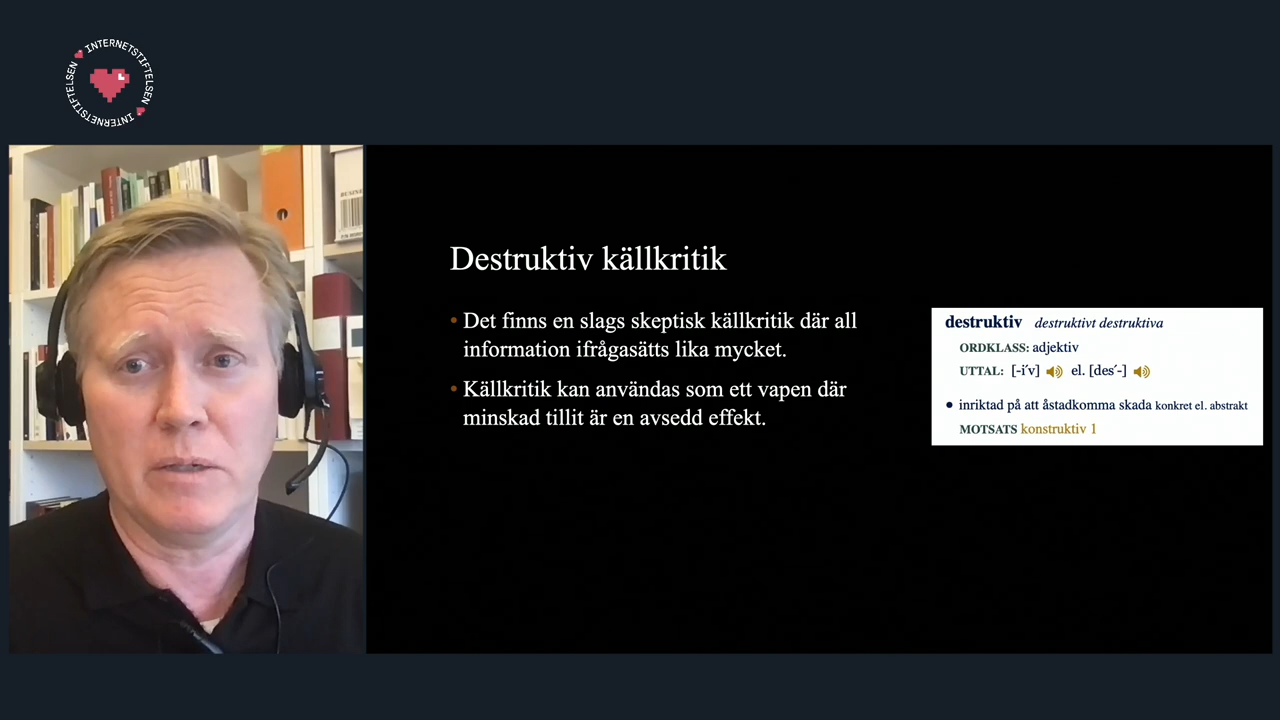 INTERNETSTIFTELSEN
INTERNETSTIFTELSEN
Destruktiv källkritik
• Det finns en slags skeptisk källkritik där all
information ifrågasätts lika mycket.
• Källkritik kan användas som ett vapen där
minskad tillit är en avsedd effekt.
destruktiv destruktivt destruktiva
ORDKLASS: adjektiv
UTTAL: [-i´v] el. [des´-]
• inriktad på att åstadkomma skada konkret el. abstrakt
MOTSATS konstruktiv 1